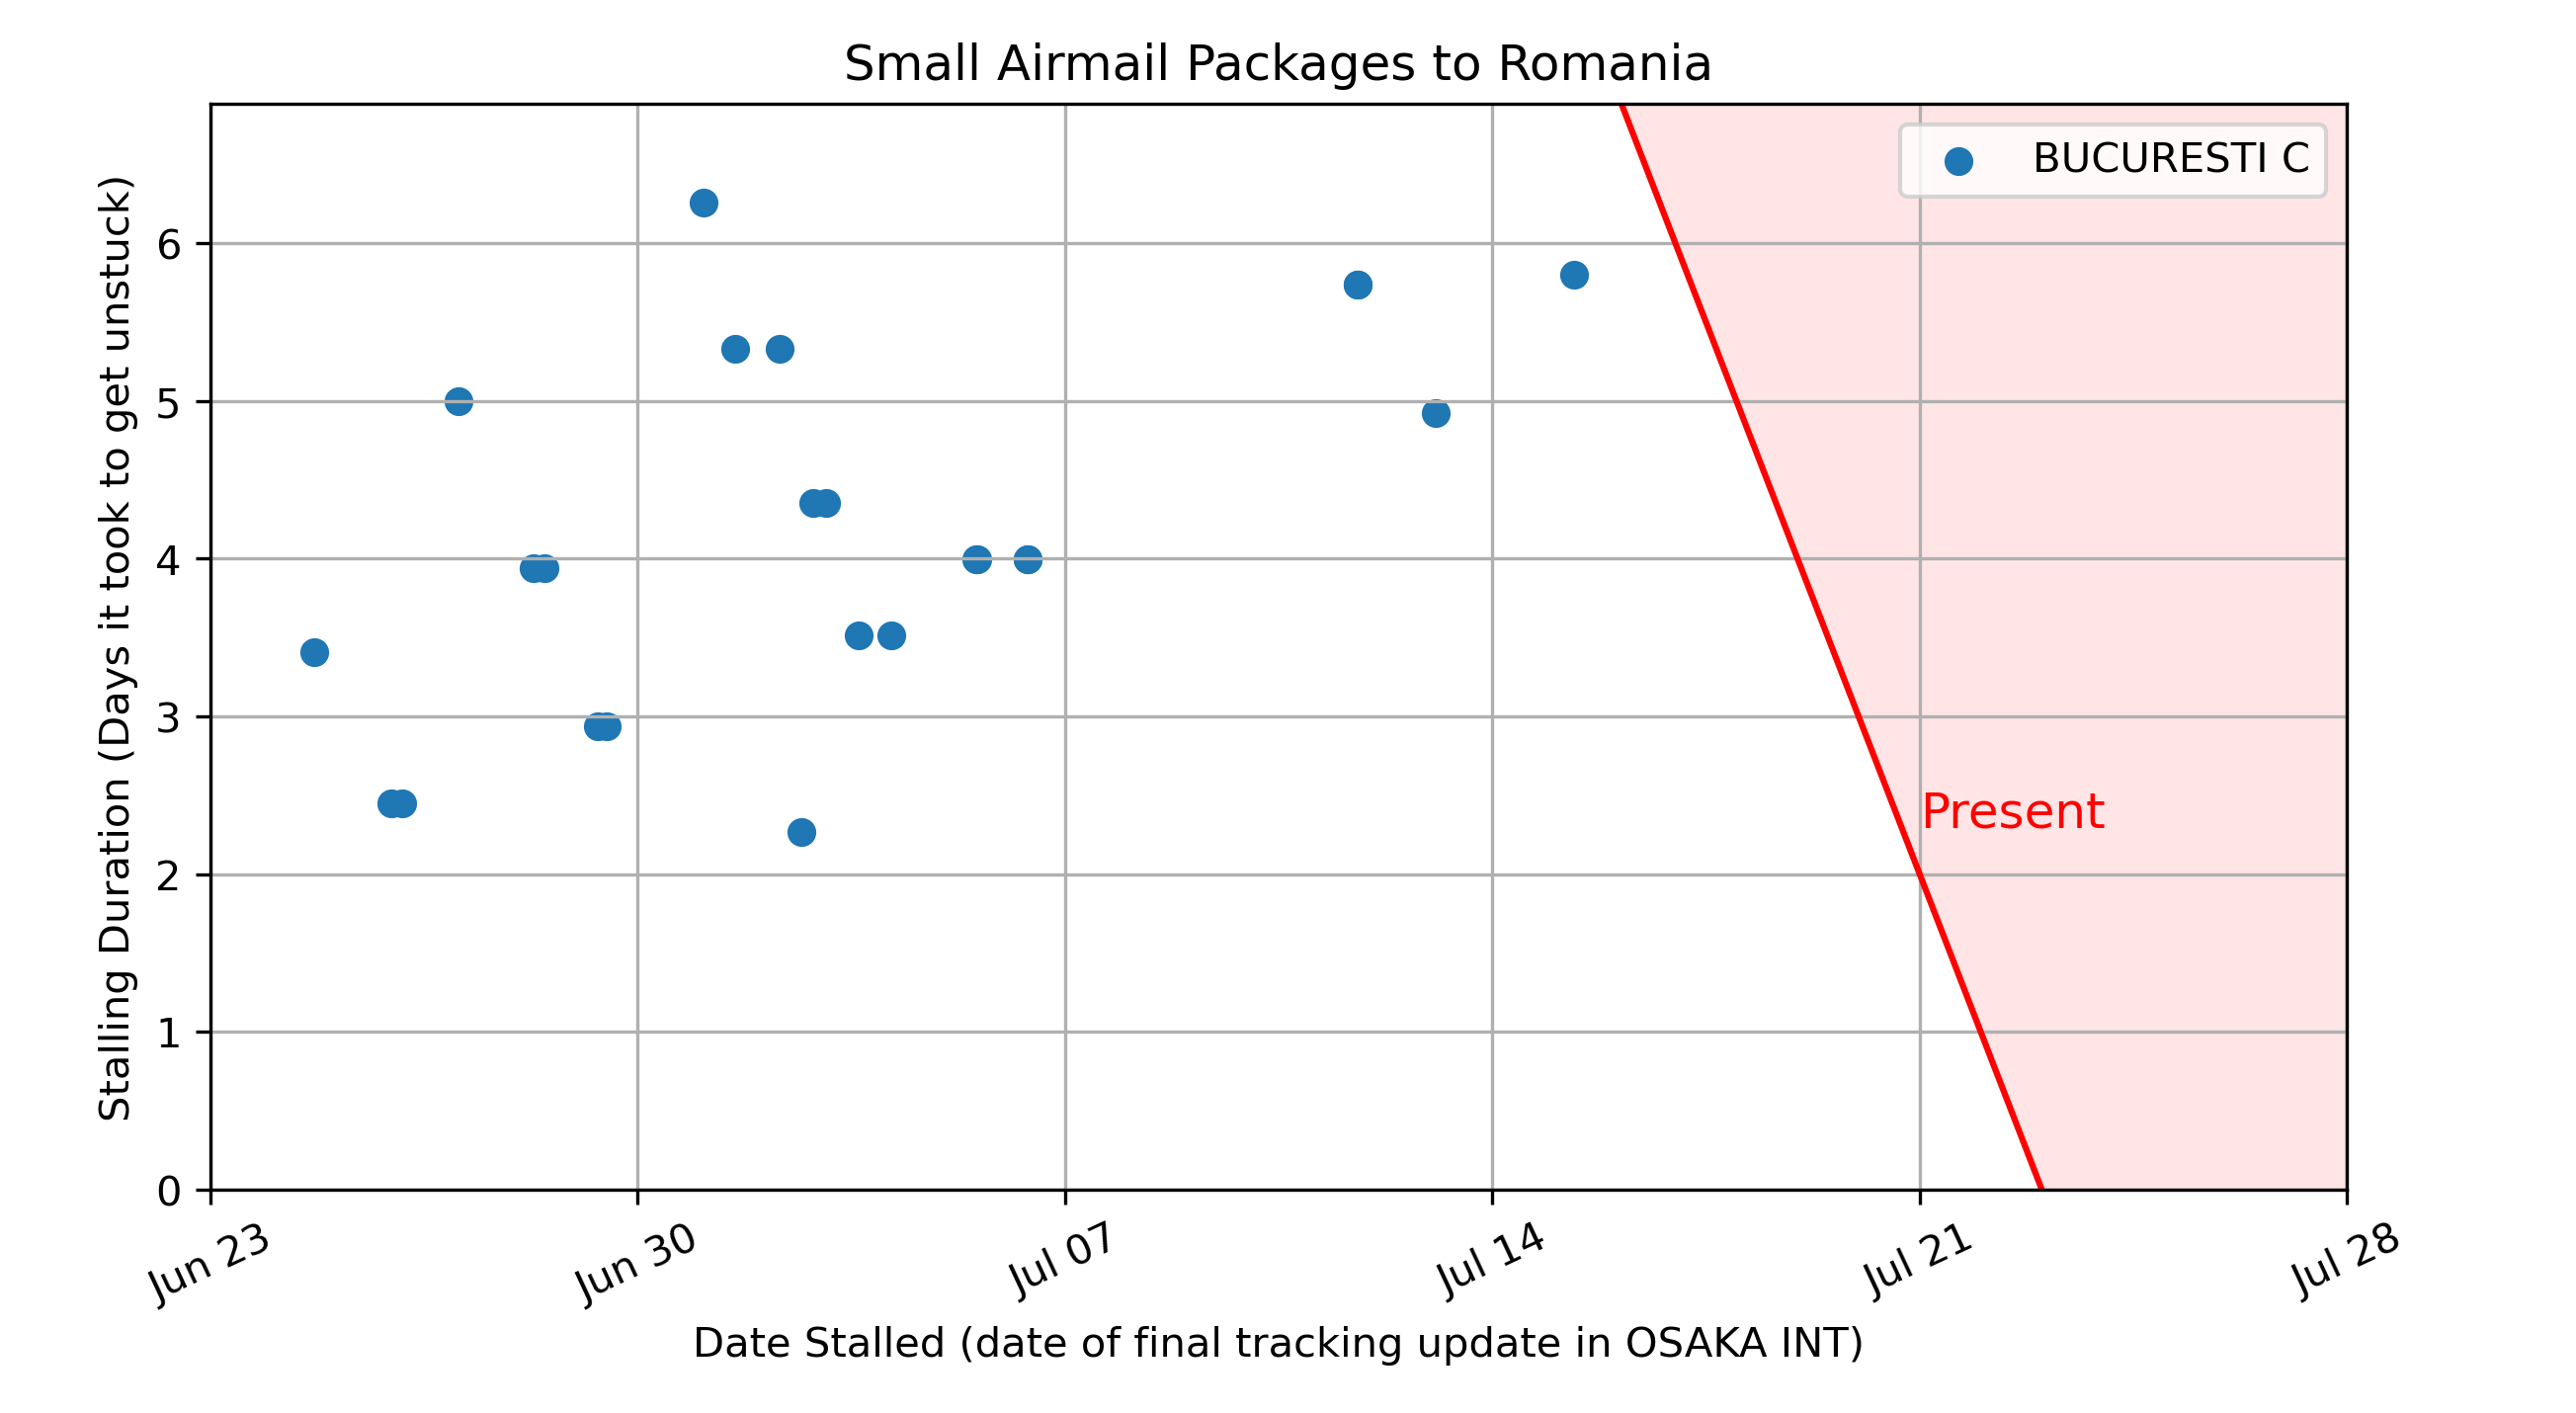 Small Airmail Packages to Romania
BUCURESTI C
Stalling Duration (Days it took to get unstuck)
6
5
4
3
2
1
0
Present
Jun 23
Jun 30
Jul 07
Jul 14
Jul 21
Jul 28
Date Stalled (date of final tracking update in OSAKA INT)